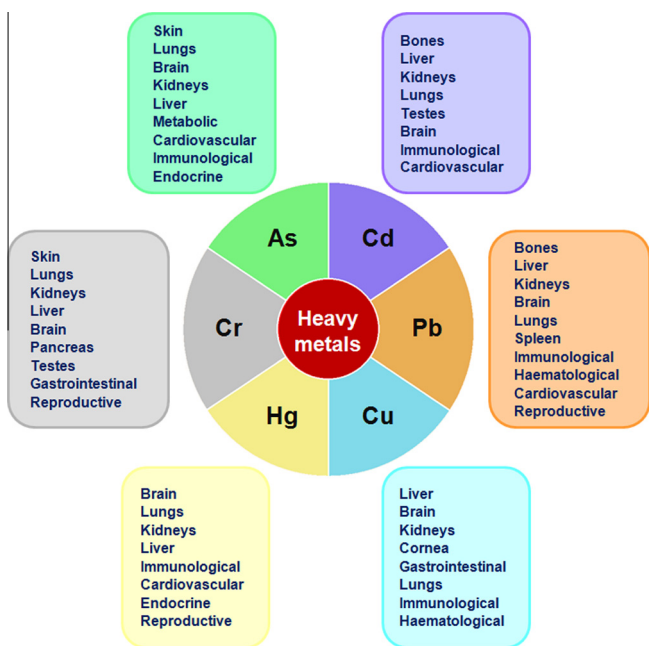 Skin
Lungs
Brain
Kidneys
Liver
Metabolic
Cardiovascular
Immunological
Endocrine
Bones
Liver
Kidneys
Lungs
Testes
Brain
Immunological
Cardiovascular
As
Cd
Skin
Lungs
Kidneys
Liver
Brain
Pancreas
Testes
Gastrointestinal
Reproductive
Cr
Heavy
metals
Pb
Bones
Liver
Kidneys
Brain
Lungs
Spleen
Immunological
Haematological
Cardiovascular
Reproductive
Hg
Cu
Brain
Lungs
Kidneys
Liver
Immunological
Cardiovascular
Endocrine
Reproductive
Liver
Brain
Kidneys
Cornea
Gastrointestinal
Lungs
Immunological
Haematological